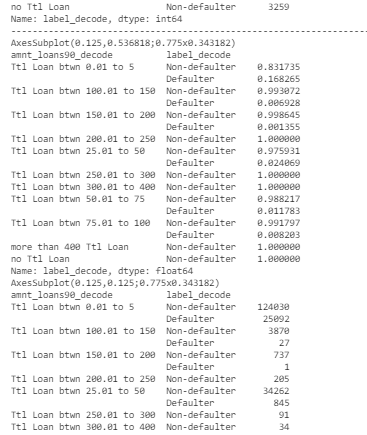 no Ttl Loan Non-defaulter 3259
Name: label_decode, dtype: int64
--------------------------------------------------------------------
AxesSubplot(0.125,0.536818;0.775x0.343182)
amnt_loans90_decode label_decode
Ttl Loan btwn 0.01 to 5 Non-defaulter 0.831735
Defaulter 0.168265
Ttl Loan btwn 100.01 to 150 Non-defaulter 0.993072
Defaulter 0.006928
Ttl Loan btwn 150.01 to 200 Non-defaulter 0.998645
Defaulter 0.001355
Ttl Loan btwn 200.01 to 250 Non-defaulter 1.000000
Ttl Loan btwn 25.01 to 50 Non-defaulter 0.975931
Defaulter 0.024069
Ttl Loan btwn 250.01 to 300 Non-defaulter 1.000000
Ttl Loan btwn 300.01 to 400 Non-defaulter 1.000000
Ttl Loan btwn 50.01 to 75 Non-defaulter 0.988217
Defaulter 0.011783
Ttl Loan btwn 75.01 to 100 Non-defaulter 0.991797
Defaulter 0.008203
more than 400 Ttl Loan Non-defaulter 1.000000
no Ttl Loan Non-defaulter 1.000000
Name: label_decode, dtype: float64
AxesSubplot(0.125,0.125;0.775x0.343182)
amnt_loans90_decode label_decode
Ttl Loan btwn 0.01 to 5 Non-defaulter 124030
Defaulter 25092
Ttl Loan btwn 100.01 to 150 Non-defaulter 3870
Defaulter 27
Ttl Loan btwn 150.01 to 200 Non-defaulter 737
Defaulter 1
Ttl Loan btwn 200.01 to 250 Non-defaulter 205
Ttl Loan btwn 25.01 to 50 Non-defaulter 34262
Defaulter 845
Ttl Loan btwn 250.01 to 300 Non-defaulter 91
Ttl Loan btwn 300.01 to 400 Non-defaulter 34